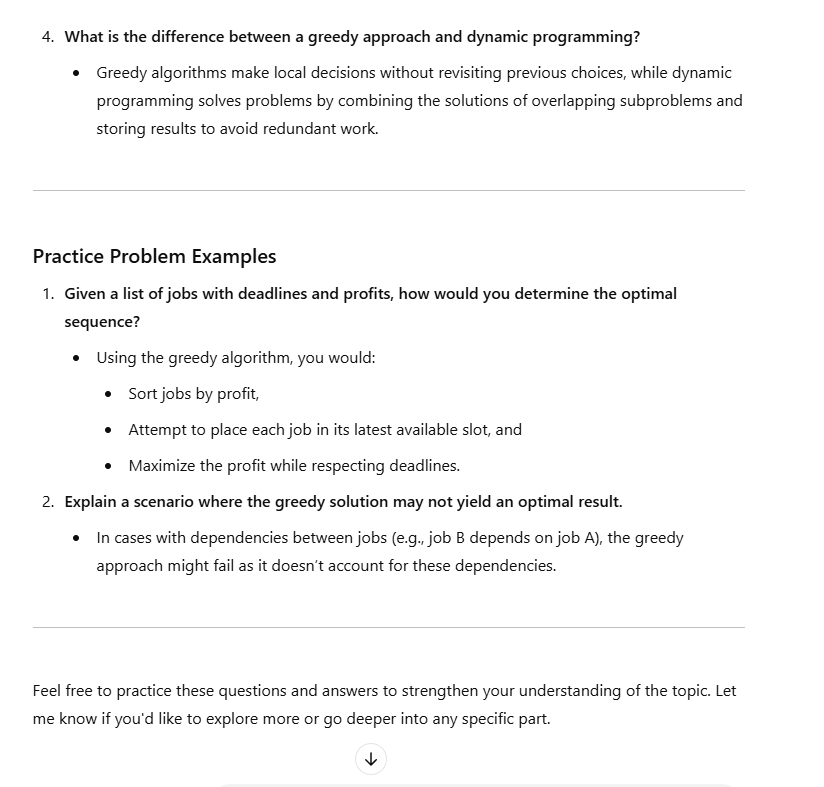 4. What is the difference between a greedy approach and dynamic programming?
• Greedy algorithms make local decisions without revisiting previous choices, while dynamic
programming solves problems by combining the solutions of overlapping subproblems and
storing results to avoid redundant work.
Practice Problem Examples
1. Given a list of jobs with deadlines and profits, how would you determine the optimal
sequence?
• Using the greedy algorithm, you would:
• Sort jobs by profit,
• Attempt to place each job in its latest available slot, and
• Maximize the profit while respecting deadlines.
2. Explain a scenario where the greedy solution may not yield an optimal result.
• In cases with dependencies between jobs (e.g., job B depends on job A), the greedy
approach might fail as it doesn't account for these dependencies.
Feel free to practice these questions and answers to strengthen your understanding of the topic. Let
me know if you'd like to explore more or go deeper into any specific part.